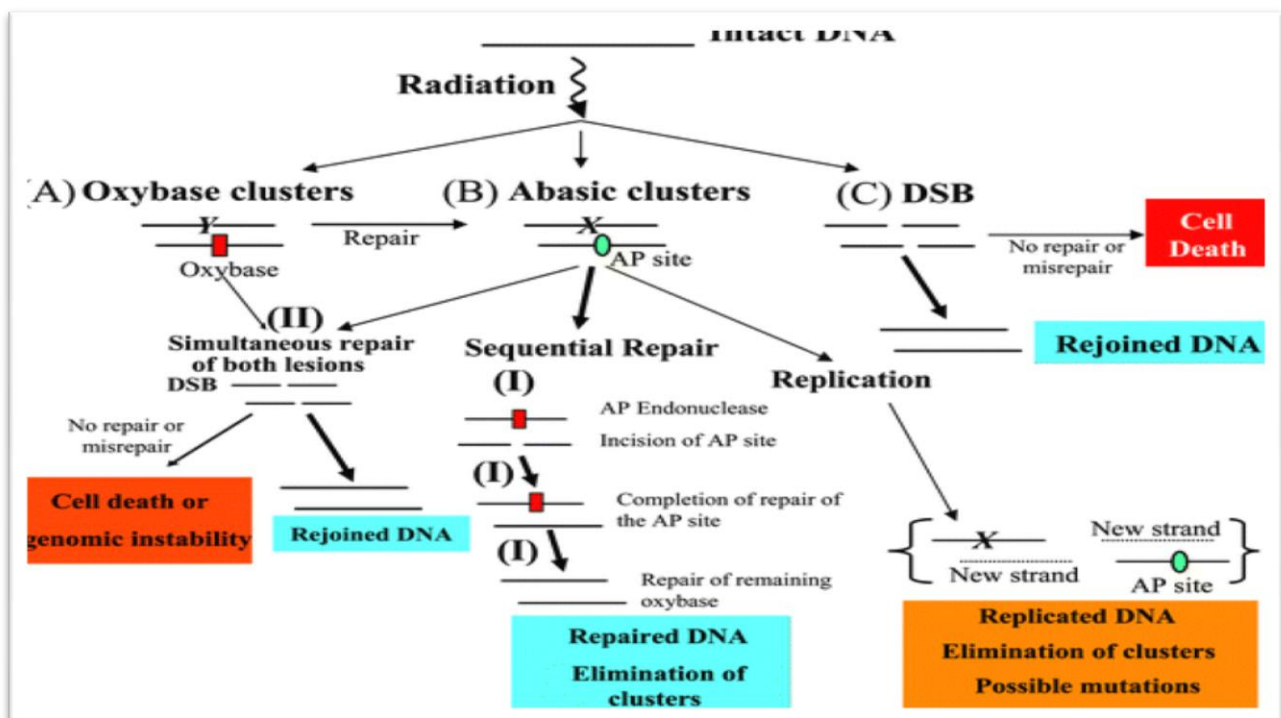 Intact DNA
Radiation
(A) Oxybase clusters
Y
Oxybase
Repair
(B) Abasic clusters
X
AP site
(C) DSB
No repair or
misrepair
Cell
Death
Rejoined DNA
(II)
Simultaneous repair
of both lesions
DSB
No repair or
misrepair
Cell death or
genomic instability
Rejoined DNA
Sequential Repair
(I)
AP Endonuclease
Incision of AP site
(I)
Completion of repair of
the AP site
(I)
Repair of remaining
oxybase
Repaired DNA
Elimination of
clusters
Replication
X
New strand
New strand
AP site
Replicated DNA
Elimination of clusters
Possible mutations